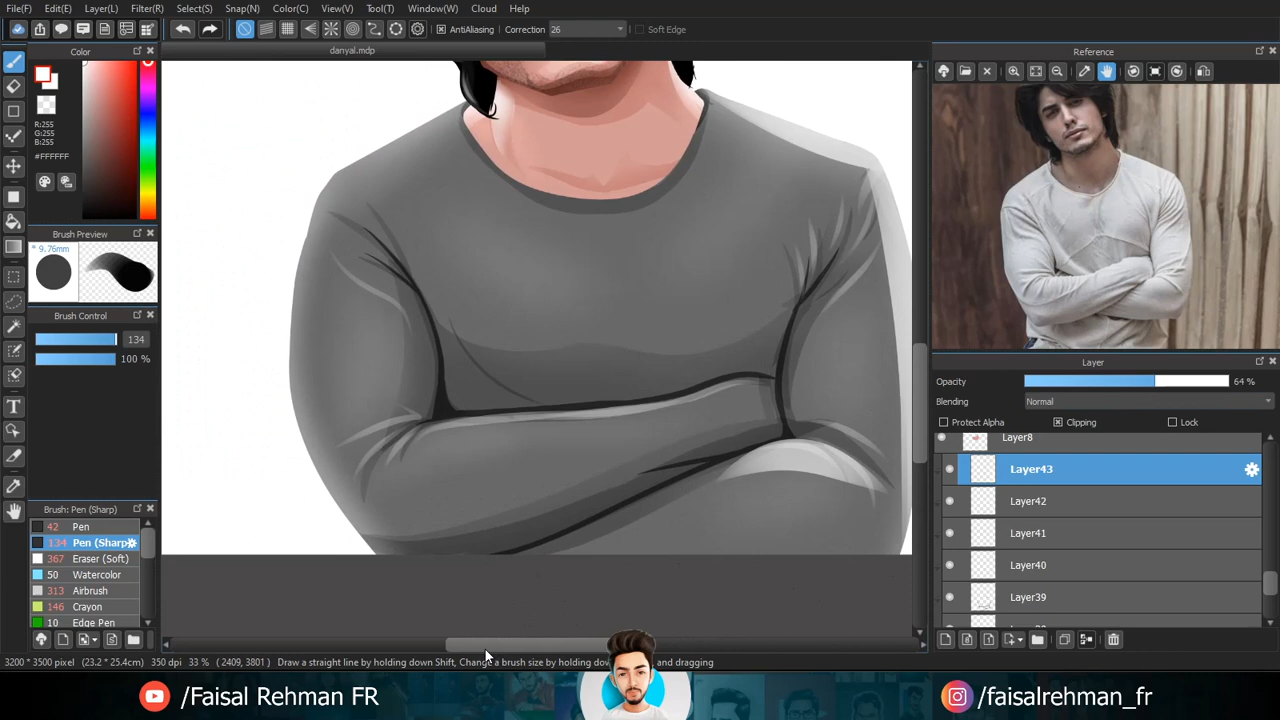 File(F) Edit(E) Layer(L) Filter(R) Select(S) Snap(N) Color(C) View(V) Tool(T) Window(W) Cloud Help
AntiAliasing Correction 26 Soft Edge
Color
danyal.mdp
Reference
R:255
G:255
B:255
#FFFFFF
Brush Preview
* 9.76mm
Brush Control
134
100 %
Layer
Opacity 64 %
Blending Normal
Protect Alpha Clipping Lock
Layer8
Layer43
Layer42
Layer41
Layer40
Layer39
Brush: Pen (Sharp)
42 Pen
134 Pen (Sharp
367 Eraser (Soft)
50 Watercolor
313 Airbrush
146 Crayon
10 Edge Pen
3200 * 3500 pixel (23.2 * 25.4cm) 350 dpi 33 % ( 2409, 3801 ) Draw a straight line by holding down Shift, Change a brush size by holding do and dragging
/Faisal Rehman FR
/faisalrehman_fr